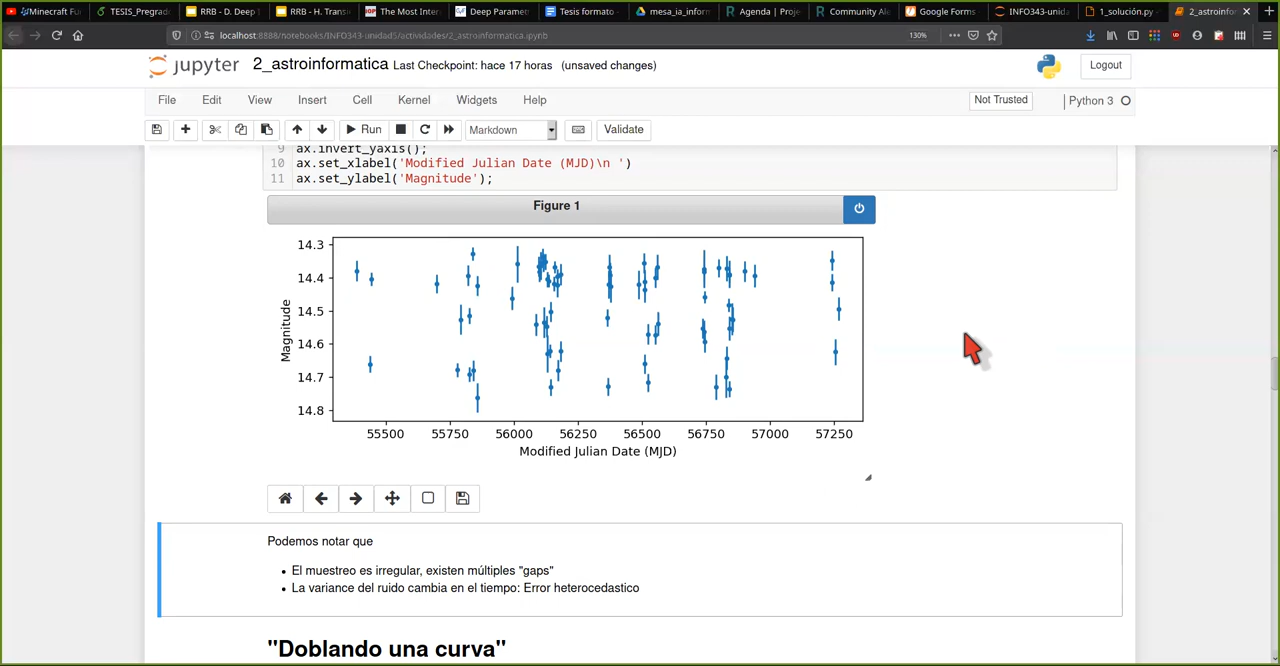 Minecraft Fu
TESIS_Pregrad
RRB - D. Deep
RRB - H. Transi
The Most Inter
Deep Paramet
Tesis formato -
mesa_ia_inform
Agenda | Proje
Community Ale
Google Forms
INFO343-unida
1_solución.py -
2_astroinfor
localhost:8888/notebooks/INFO343-unidad5/actividades/2_astroinformatica.ipynb
130%
jupyter 2_astroinformatica Last Checkpoint: hace 17 horas (unsaved changes)
Logout
File Edit View Insert Cell Kernel Widgets Help
Not Trusted
Python 3
Run
Markdown
Validate
9 ax.invert_yaxis();
10 ax.set_xlabel('Modified Julian Date (MJD)\n ')
11 ax.set_ylabel('Magnitude');
Figure 1
14.3
14.4
14.5
14.6
14.7
14.8
Magnitude
55500 55750 56000 56250 56500 56750 57000 57250
Modified Julian Date (MJD)
Podemos notar que
• El muestreo es irregular, existen múltiples "gaps"
• La variance del ruido cambia en el tiempo: Error heterocedastico
"Doblando una curva"